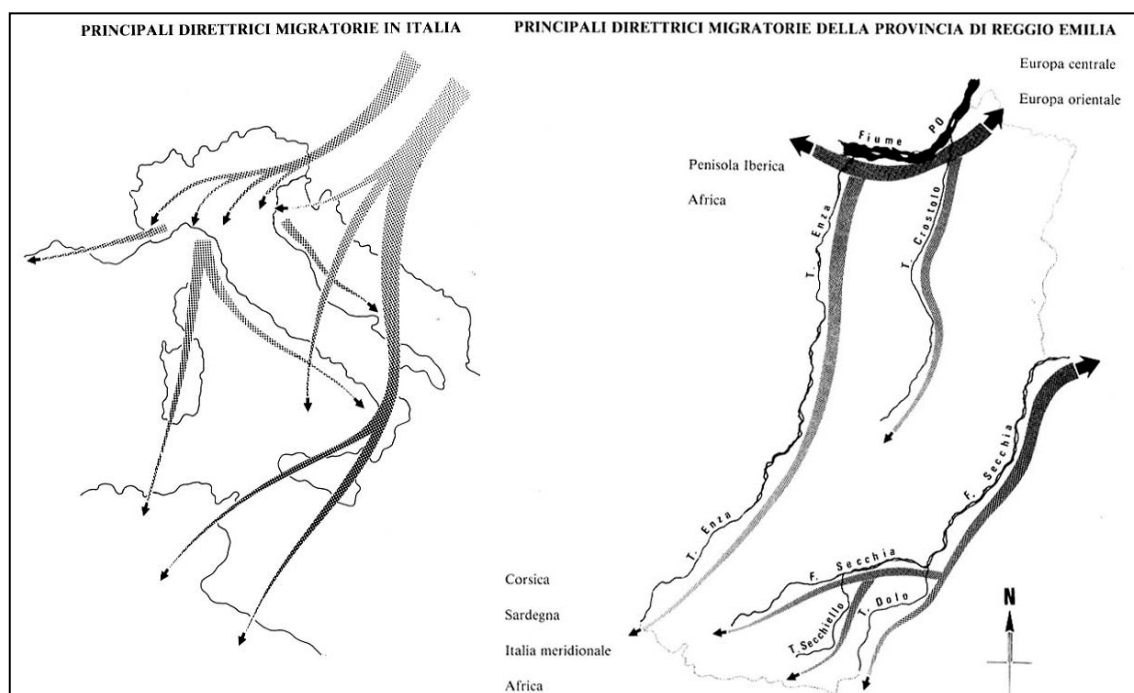 PRINCIPALI DIRETTRICI MIGRATORIE IN ITALIA
PRINCIPALI DIRETTRICI MIGRATORIE DELLA PROVINCIA DI REGGIO EMILIA
Europa centrale
Europa orientale
Fiume PO
Penisola Iberica
Africa
T. Enza
T. Crostolo
F. Secchia
T. Enza
F. Secchia
T. Secchiello
T. Dolo
Corsica
Sardegna
Italia meridionale
Africa
N